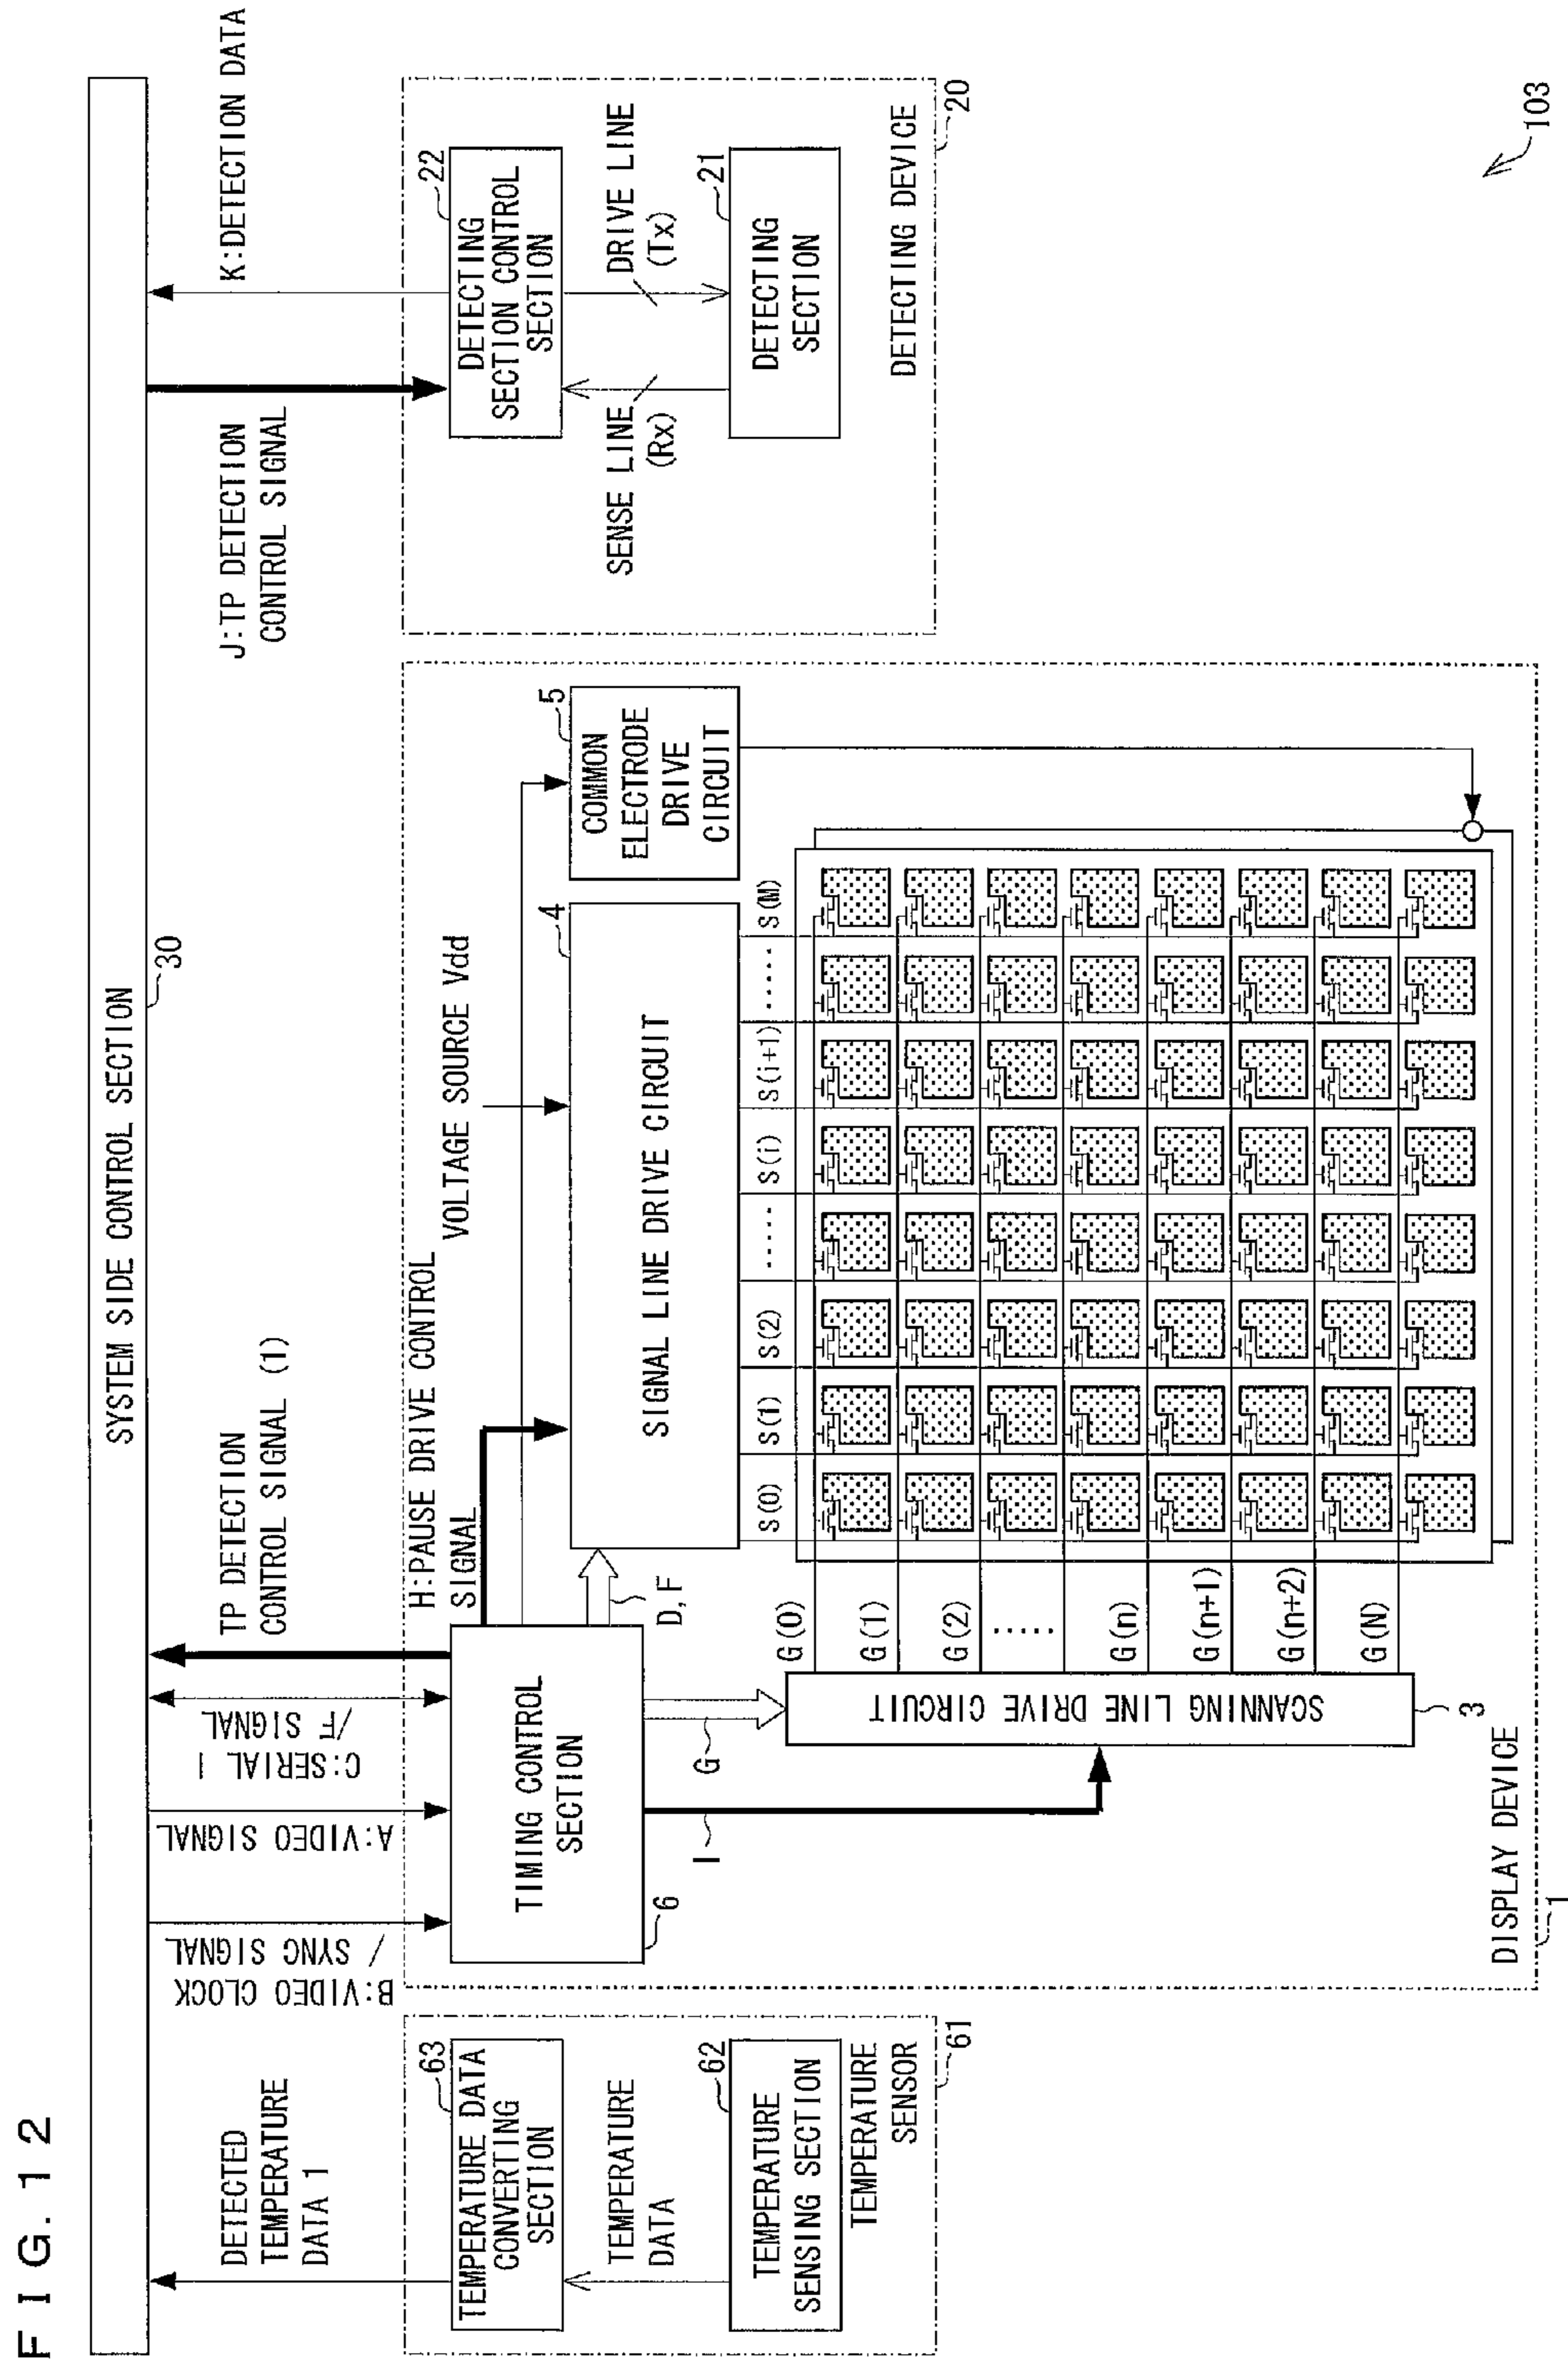 FIG. 12
SYSTEM SIDE CONTROL SECTION
30
DETECTED
TEMPERATURE
DATA 1
B:VIDEO CLOCK
/ SYNC SIGNAL
A:VIDEO SIGNAL
C:SERIAL I
/F SIGNAL
TP DETECTION
CONTROL SIGNAL (1)
J:TP DETECTION
CONTROL SIGNAL
K:DETECTION DATA
63
TEMPERATURE DATA
CONVERTING
SECTION
TEMPERATURE
DATA
62
TEMPERATURE
SENSING SECTION
TEMPERATURE
SENSOR
61
TIMING CONTROL
SECTION
6
H:PAUSE DRIVE CONTROL
SIGNAL
VOLTAGE SOURCE Vdd
D,F
G
I
4
SIGNAL LINE DRIVE CIRCUIT
5
COMMON
ELECTRODE
DRIVE
CIRCUIT
S(0)
S(1)
S(2)
.....
S(i)
S(i+1)
.....
S(M)
G(0)
G(1)
G(2)
.....
G(n)
G(n+1)
G(n+2)
G(N)
SCANNING LINE DRIVE CIRCUIT
3
DISPLAY DEVICE
1
22
DETECTING
SECTION CONTROL
SECTION
SENSE LINE
(Rx)
DRIVE LINE
(Tx)
21
DETECTING
SECTION
DETECTING DEVICE
20
103